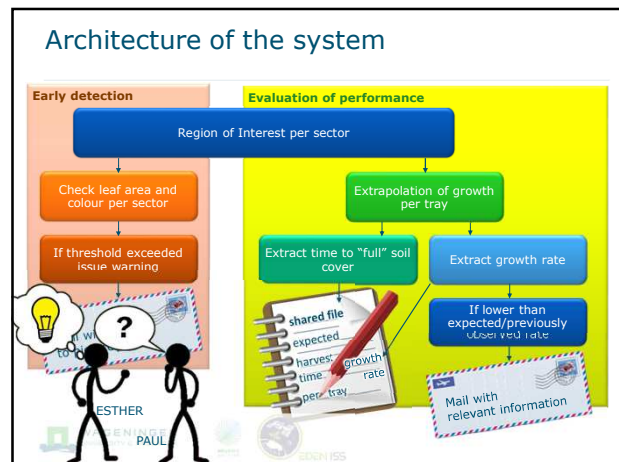 Architecture of the system
Early detection
Evaluation of performance
Region of Interest per sector
Check leaf area and
colour per sector
If threshold exceeded
issue warning
?
ESTHER
PAUL
Extrapolation of growth
per tray
Extract time to “full” soil
cover
shared file
expected
harvest growth
time rate
per tray
Extract growth rate
If lower than
expected/previously
observed rate
Mail with
relevant information
EDEN ISS